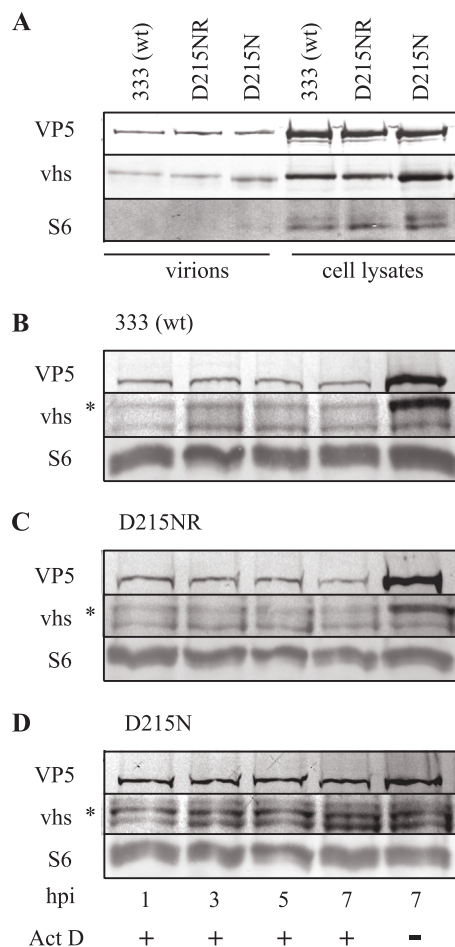 A
333 (wt) D215NR D215N 333 (wt) D215NR D215N
VP5
vhs
S6
virions cell lysates
B 333 (wt)
VP5
vhs *
S6
C D215NR
VP5
vhs *
S6
D D215N
VP5
vhs *
S6
hpi 1 3 5 7 7
Act D + + + + -